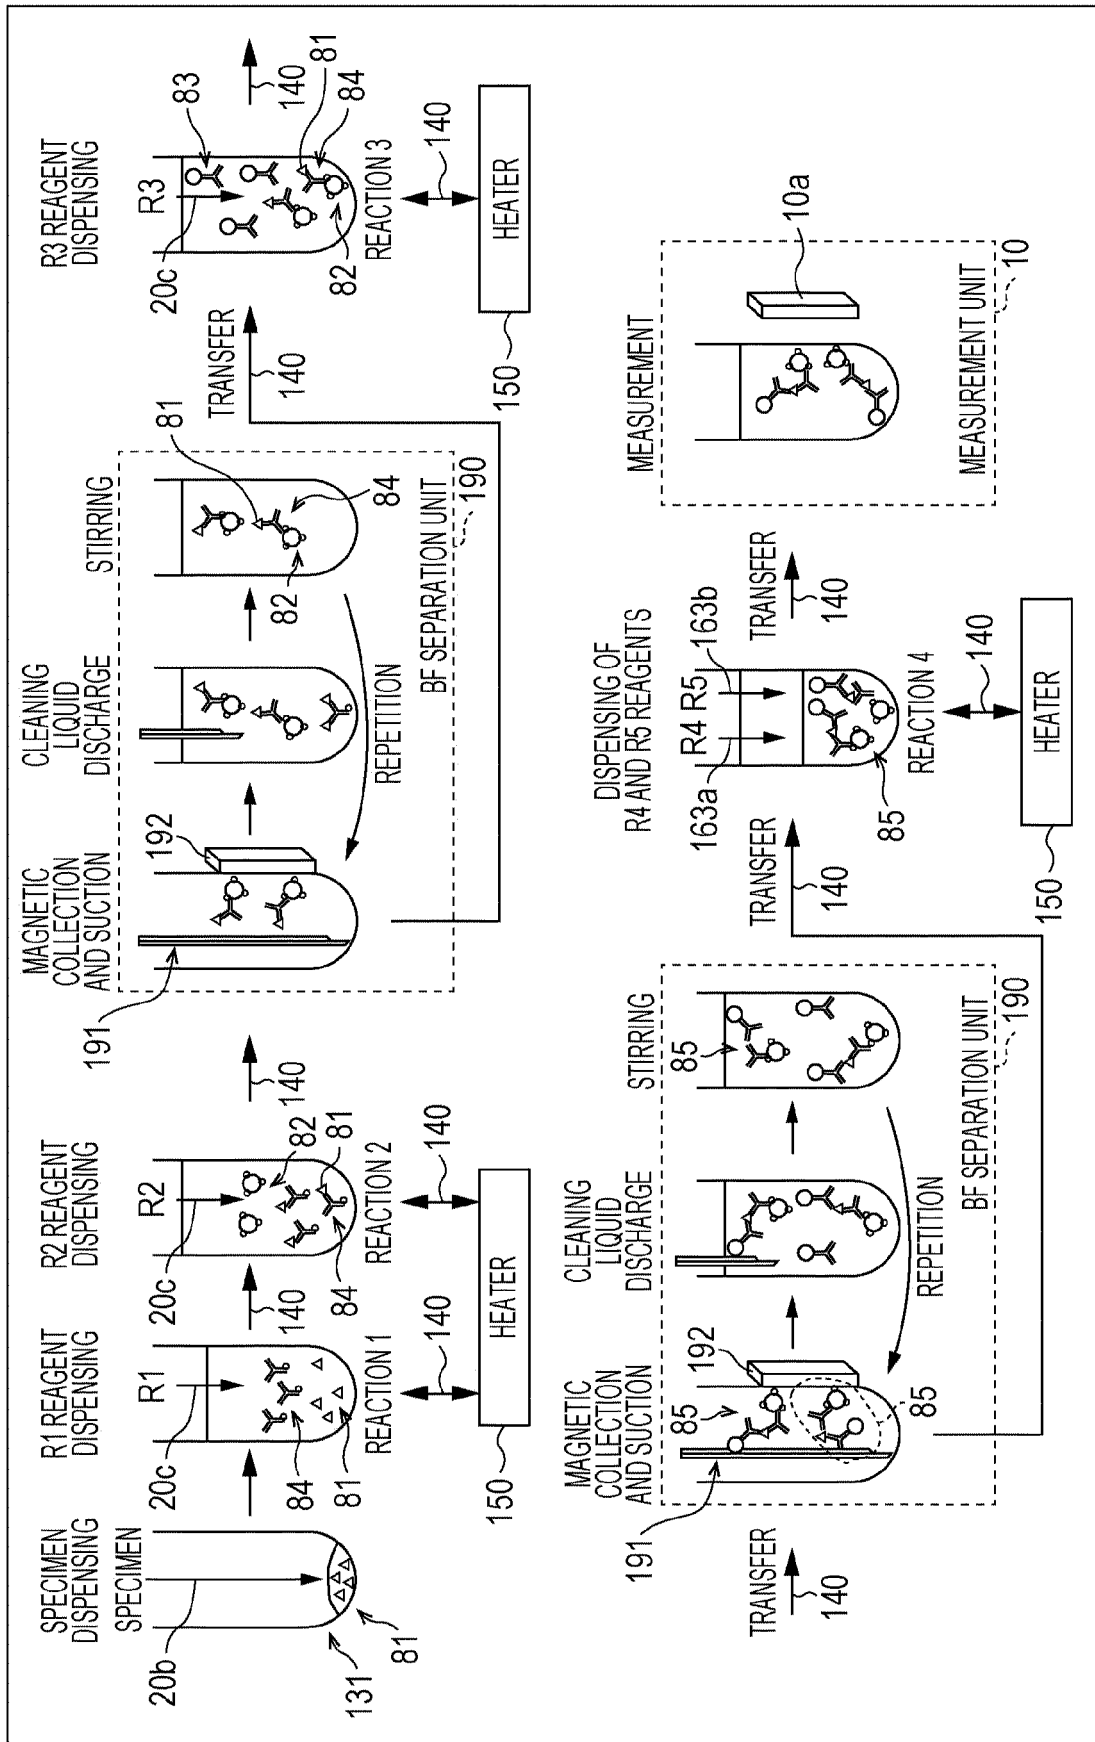 SPECIMEN
DISPENSING
SPECIMEN
20b
131
81
R1 REAGENT
DISPENSING
R1
20c
84
81
REACTION 1
140
140
R2 REAGENT
DISPENSING
R2
20c
82
81
84
REACTION 2
140
HEATER
150
140
MAGNETIC
COLLECTION
AND SUCTION
191
192
CLEANING
LIQUID
DISCHARGE
STIRRING
81
82
84
REPETITION
BF SEPARATION UNIT
190
TRANSFER
140
R3 REAGENT
DISPENSING
R3
20c
83
81
84
82
REACTION 3
140
140
HEATER
150
TRANSFER
140
MAGNETIC
COLLECTION
AND SUCTION
191
85
192
85
CLEANING
LIQUID
DISCHARGE
STIRRING
85
REPETITION
BF SEPARATION UNIT
190
TRANSFER
140
DISPENSING OF
R4 AND R5 REAGENTS
R4 R5
163a
163b
85
REACTION 4
140
HEATER
150
TRANSFER
140
MEASUREMENT
10a
MEASUREMENT UNIT
10